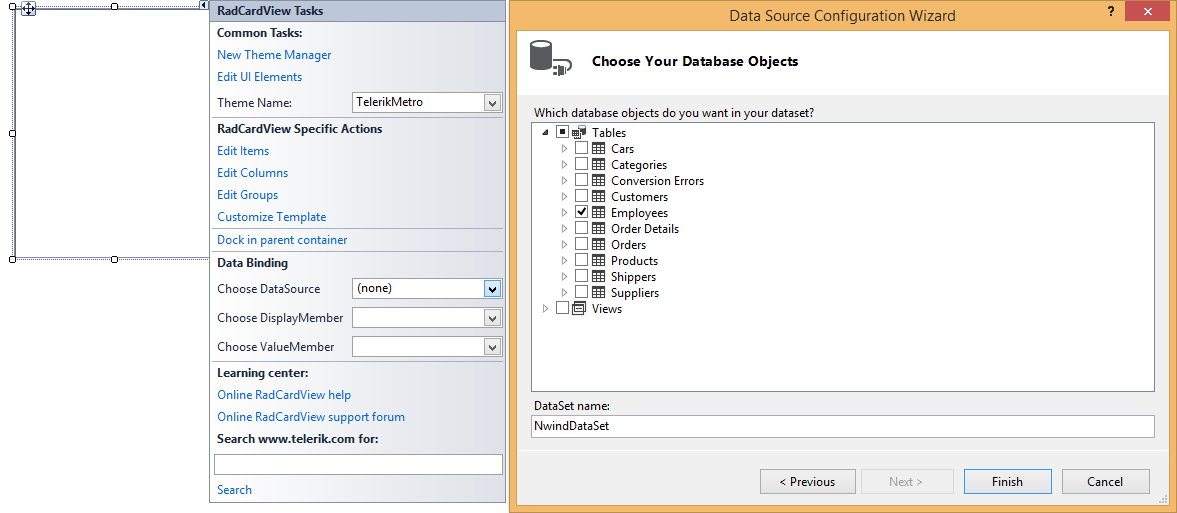 RadCardView Tasks
Common Tasks:
New Theme Manager
Edit UI Elements
Theme Name: TelerikMetro
RadCardView Specific Actions
Edit Items
Edit Columns
Edit Groups
Customize Template
Dock in parent container
Data Binding
Choose DataSource (none)
Choose DisplayMember
Choose ValueMember
Learning center:
Online RadCardView help
Online RadCardView support forum
Search www.telerik.com for:
Search
Data Source Configuration Wizard
?
Choose Your Database Objects
Which database objects do you want in your dataset?
Tables
Cars
Categories
Conversion Errors
Customers
Employees
Order Details
Orders
Products
Shippers
Suppliers
Views
DataSet name:
NwindDataSet
< Previous Next > Finish Cancel